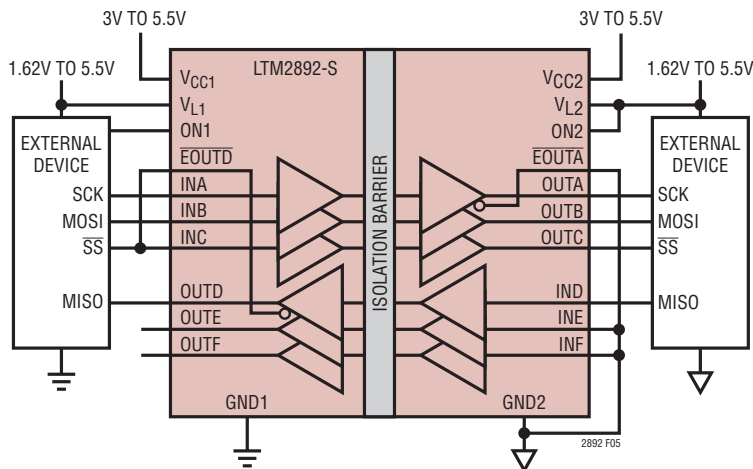 3V TO 5.5V
3V TO 5.5V
1.62V TO 5.5V
LTM2892-S
1.62V TO 5.5V
VCC1
VCC2
VL1
VL2
ON1
ON2
EXTERNAL
DEVICE
EXTERNAL
DEVICE
EOUTD
EOUTA
SCK
INA
OUTA
SCK
MOSI
INB
OUTB
MOSI
SS
INC
OUTC
SS
ISOLATION BARRIER
MISO
OUTD
IND
MISO
OUTE
INE
OUTF
INF
GND1
GND2
2892 F05